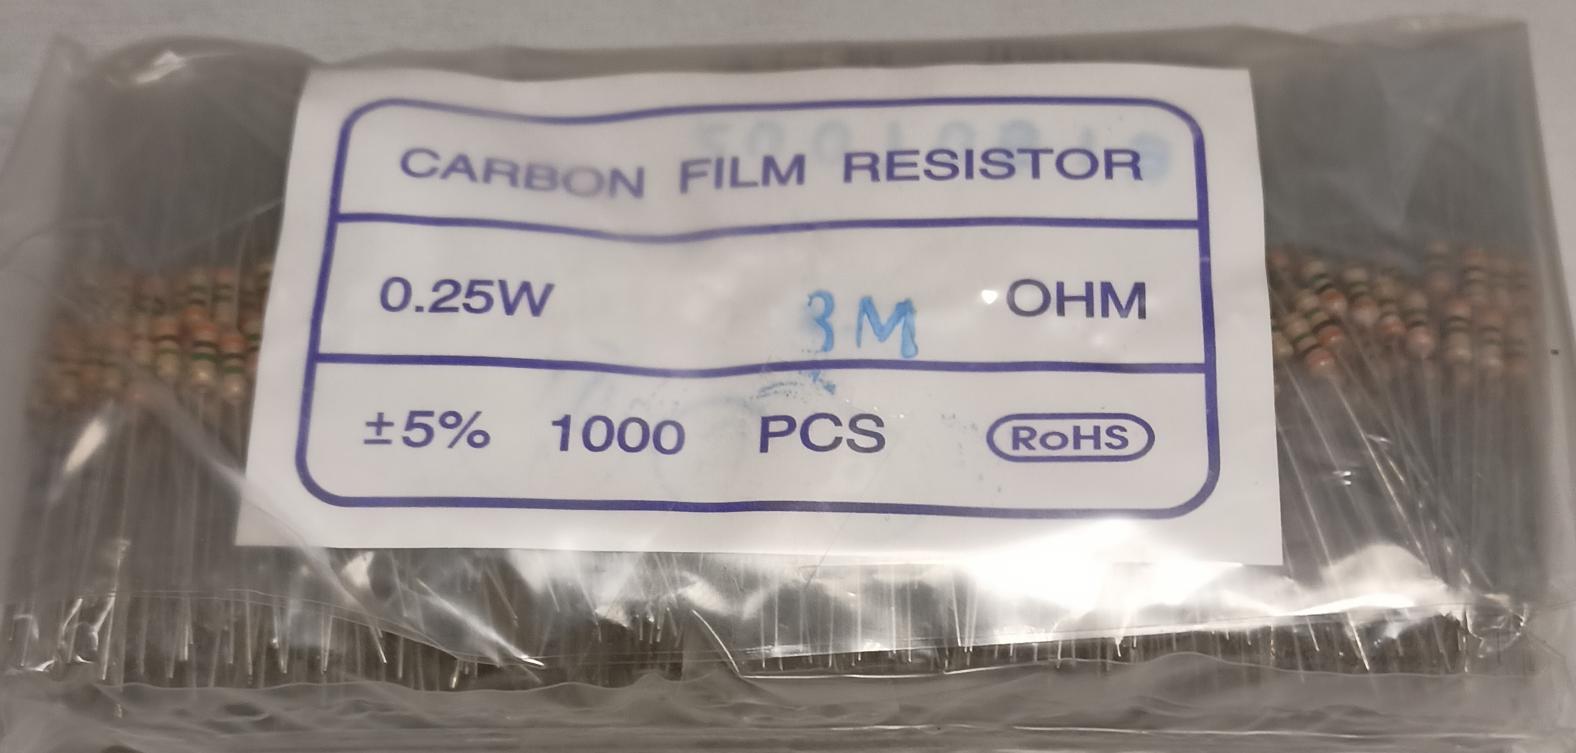 CARBON FILM RESISTOR
0.25W 3M OHM
±5% 1000 PCS RoHS